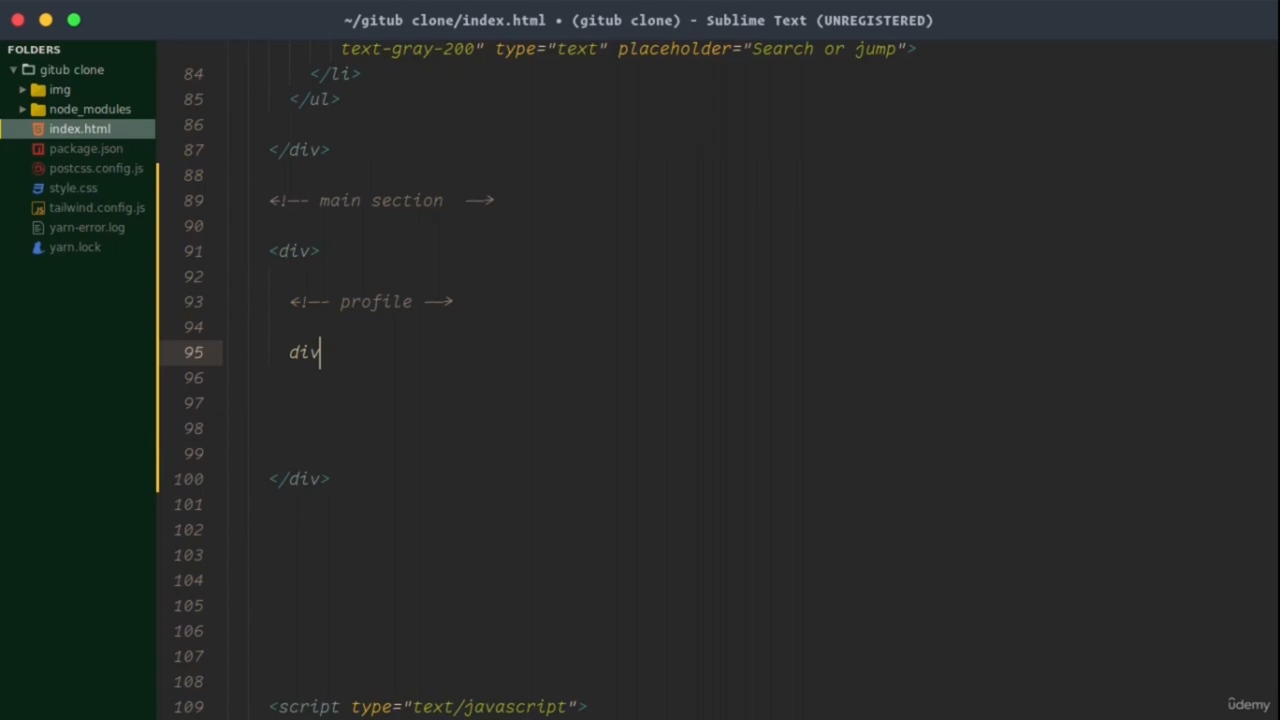 ~/gitub clone/index.html • (gitub clone) - Sublime Text (UNREGISTERED)
FOLDERS
gitub clone
img
node_modules
index.html
package.json
postcss.config.js
style.css
tailwind.config.js
yarn-error.log
yarn.lock
text-gray-200" type="text" placeholder="Search or jump">
84 </li>
85 </ul>
86
87 </div>
88
89 <!-- main section -->
90
91 <div>
92
93 <!-- profile -->
94
95 div
96
97
98
99
100 </div>
101
102
103
104
105
106
107
108
109 <script type="text/javascript">
ûdemy